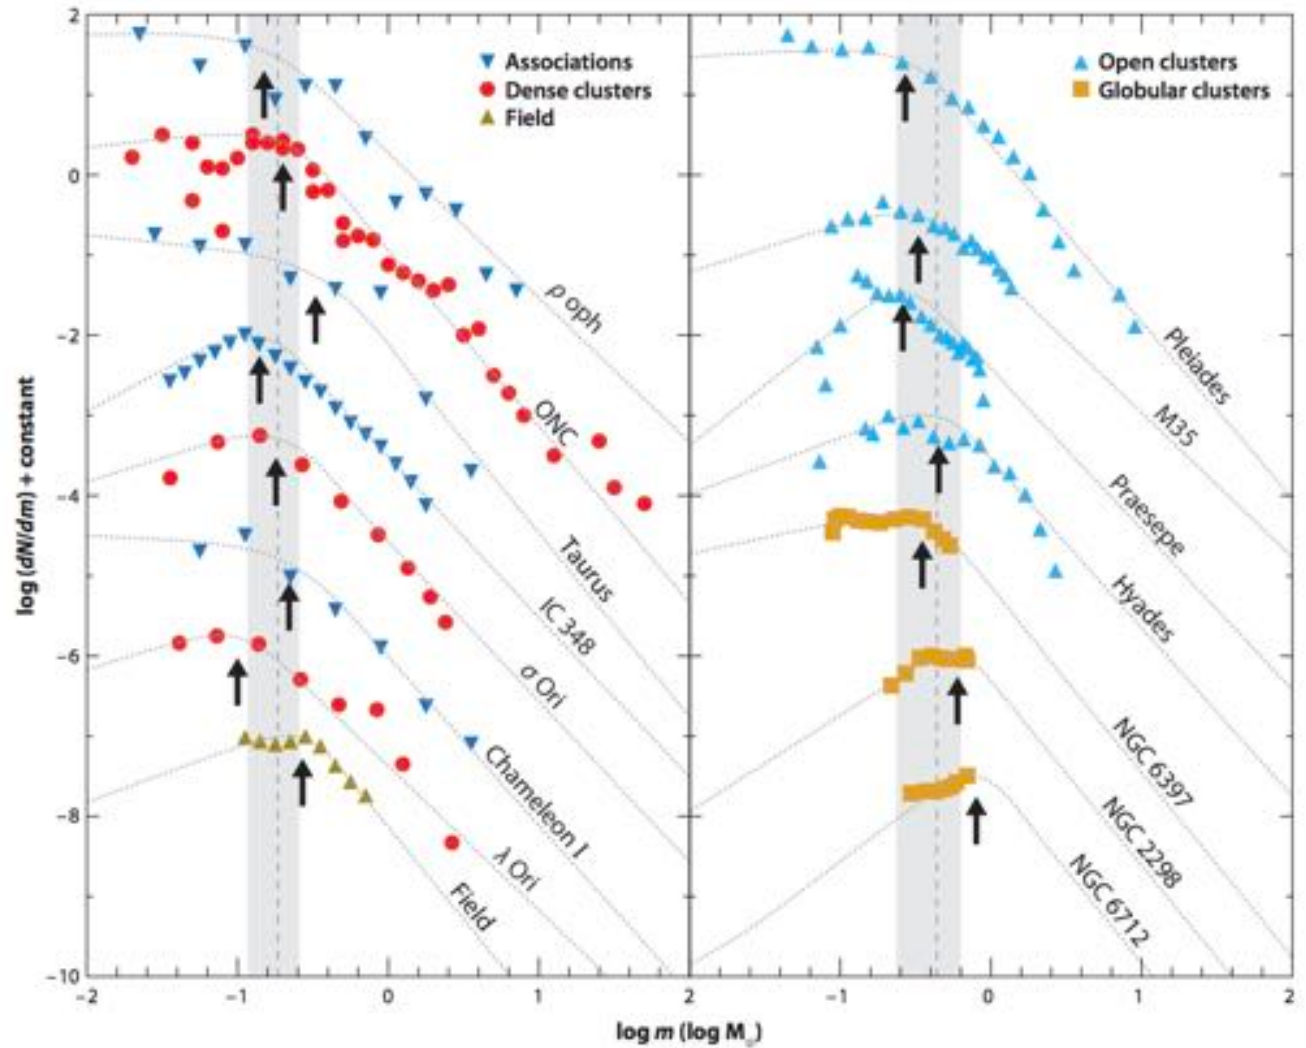 2
0
−2
−4
−6
−8
−10
−2
−1
0
1
2
−1
0
1
2
log (dN/dm) + constant
log m (log M☉)
Associations
Dense clusters
Field
Open clusters
Globular clusters
ρ oph
ONC
Taurus
IC 348
σ Ori
Chameleon I
λ Ori
Field
Pleiades
M35
Praesepe
Hyades
NGC 6397
NGC 2298
NGC 6712